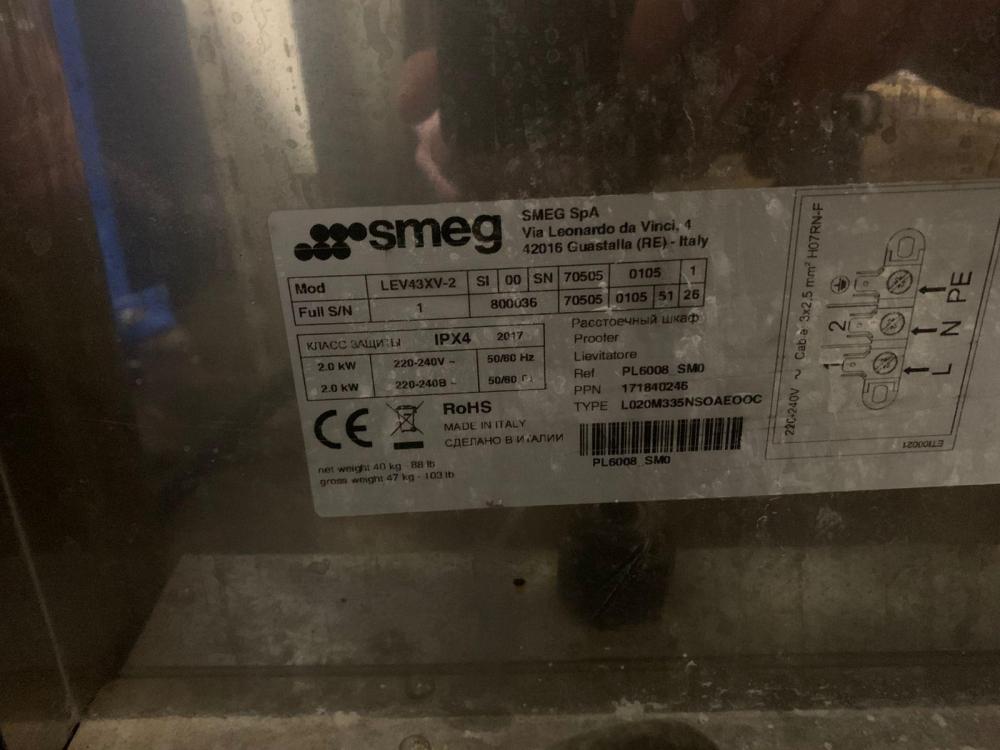 smeg
SMEG SpA
Via Leonardo da Vinci, 4
42016 Guastalla (RE) - Italy
Mod LEV43XV-2 SI 00 SN 70505 0105 1
Full S/N 1 800036 70505 0105 51 26
КЛАСС ЗАЩИТЫ IPX4 2017
2.0 kW 220-240V ~ 50/60 Hz
2.0 kW 220-240В ~ 50/60
Расстоечный шкаф
Proofer
Lievitatore
Ref. PL6008_SM0
PPN 171840246
TYPE L020M335NSOAEOOC
PL6008_SM0
CE
RoHS
MADE IN ITALY
СДЕЛАНО В ИТАЛИИ
net weight 40 kg - 88 lb
gross weight 47 kg - 103 lb
220-240V ~ Cable 3x2,5 mm² H07RN-F
1 2
L N PE
ETI00021